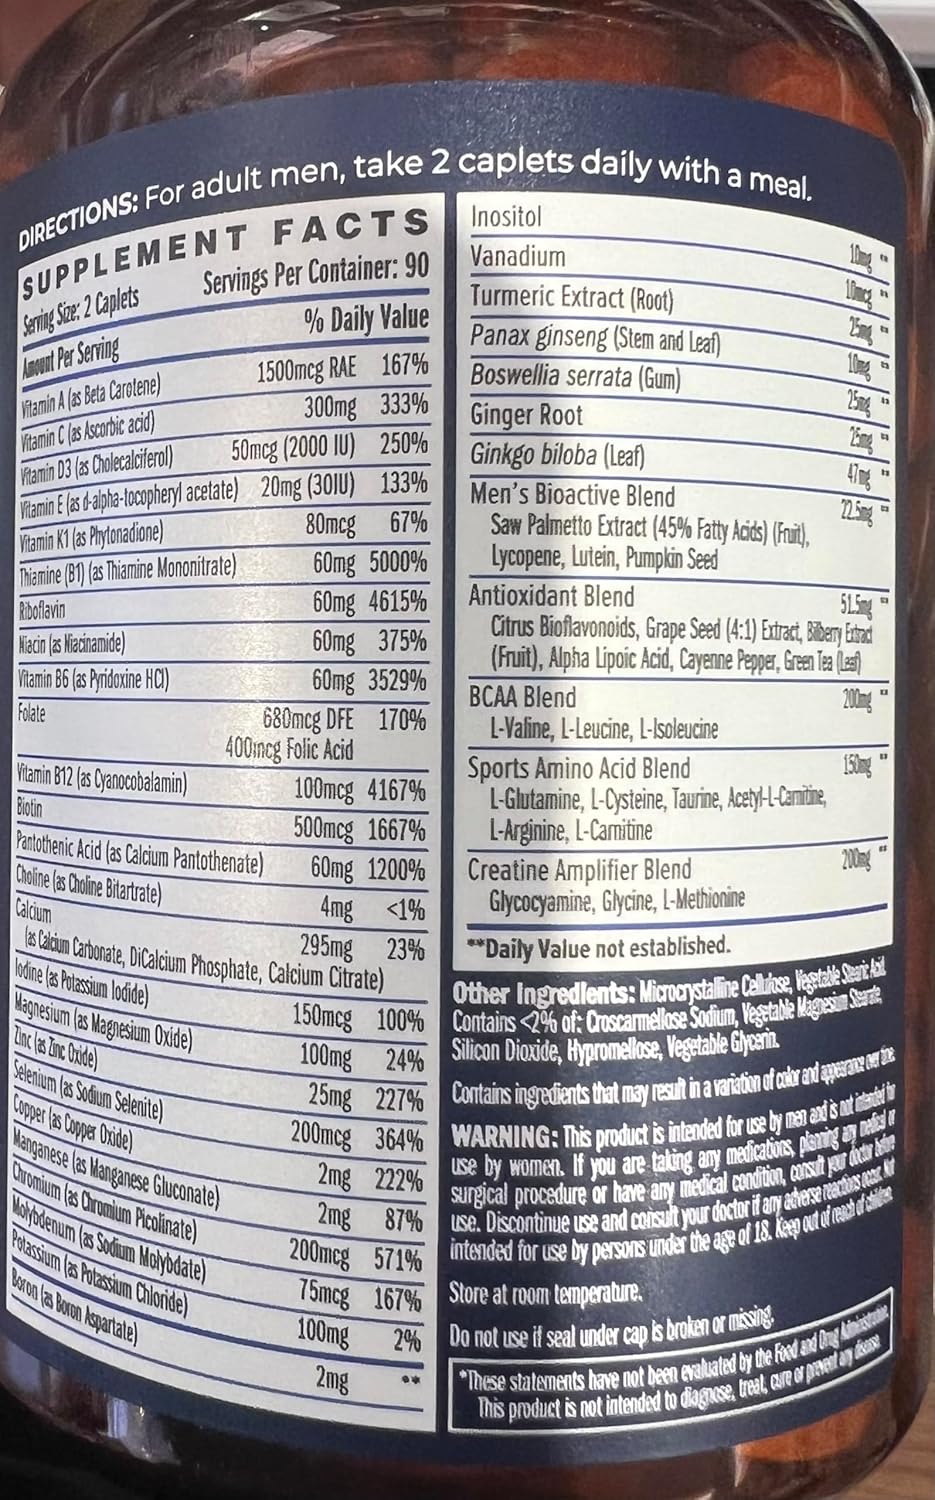 DIRECTIONS: For adult men, take 2 caplets daily with a meal.
SUPPLEMENT FACTS
Serving Size: 2 Caplets Servings Per Container: 90
Amount Per Serving % Daily Value
Vitamin A (as Beta Carotene) 1500mcg RAE 167%
Vitamin C (as Ascorbic acid) 300mg 333%
Vitamin D3 (as Cholecalciferol) 50mcg (2000 IU) 250%
Vitamin E (as d-alpha-tocopheryl acetate) 20mg (30IU) 133%
Vitamin K1 (as Phytonadione) 80mcg 67%
Thiamine (B1) (as Thiamine Mononitrate) 60mg 5000%
Riboflavin 60mg 4615%
Niacin (as Niacinamide) 60mg 375%
Vitamin B6 (as Pyridoxine HCl) 60mg 3529%
Folate 680mcg DFE 170%
400mcg Folic Acid
Vitamin B12 (as Cyanocobalamin) 100mcg 4167%
Biotin 500mcg 1667%
Pantothenic Acid (as Calcium Pantothenate) 60mg 1200%
Choline (as Choline Bitartrate) 4mg <1%
Calcium 295mg 23%
(as Calcium Carbonate, DiCalcium Phosphate, Calcium Citrate)
Iodine (as Potassium Iodide) 150mcg 100%
Magnesium (as Magnesium Oxide) 100mg 24%
Zinc (as Zinc Oxide) 25mg 227%
Selenium (as Sodium Selenite) 200mcg 364%
Copper (as Copper Oxide) 2mg 222%
Manganese (as Manganese Gluconate) 2mg 87%
Chromium (as Chromium Picolinate) 200mcg 571%
Molybdenum (as Sodium Molybdate) 75mcg 167%
Potassium (as Potassium Chloride) 100mg 2%
Boron (as Boron Aspartate) 2mg **
Inositol 10mg **
Vanadium 10mcg **
Turmeric Extract (Root) 25mg **
Panax ginseng (Stem and Leaf) 10mg **
Boswellia serrata (Gum) 25mg **
Ginger Root 25mg **
Ginkgo biloba (Leaf) 47mg **
Men's Bioactive Blend 22.5mg **
Saw Palmetto Extract (45% Fatty Acids) (Fruit),
Lycopene, Lutein, Pumpkin Seed
Antioxidant Blend 51.5mg **
Citrus Bioflavonoids, Grape Seed (4:1) Extract, Bilberry Extract
(Fruit), Alpha Lipoic Acid, Cayenne Pepper, Green Tea (Leaf)
BCAA Blend 200mg **
L-Valine, L-Leucine, L-Isoleucine
Sports Amino Acid Blend 150mg **
L-Glutamine, L-Cysteine, Taurine, Acetyl-L-Carnitine,
L-Arginine, L-Carnitine
Creatine Amplifier Blend 200mg **
Glycocyamine, Glycine, L-Methionine
**Daily Value not established.
Other Ingredients: Microcrystalline Cellulose, Vegetable Stearic Acid.
Contains <2% of: Croscarmellose Sodium, Vegetable Magnesium Stearate,
Silicon Dioxide, Hypromellose, Vegetable Glycerin.
Contains ingredients that may result in a variation of color and appearance over time.
WARNING: This product is intended for use by men and is not intended for
use by women. If you are taking any medications, planning any medical or
surgical procedure or have any medical condition, consult your doctor before
use. Discontinue use and consult your doctor if any adverse reactions occur. Not
intended for use by persons under the age of 18. Keep out of reach of children.
Store at room temperature.
Do not use if seal under cap is broken or missing.
*These statements have not been evaluated by the Food and Drug Administration.
This product is not intended to diagnose, treat, cure or prevent any disease.